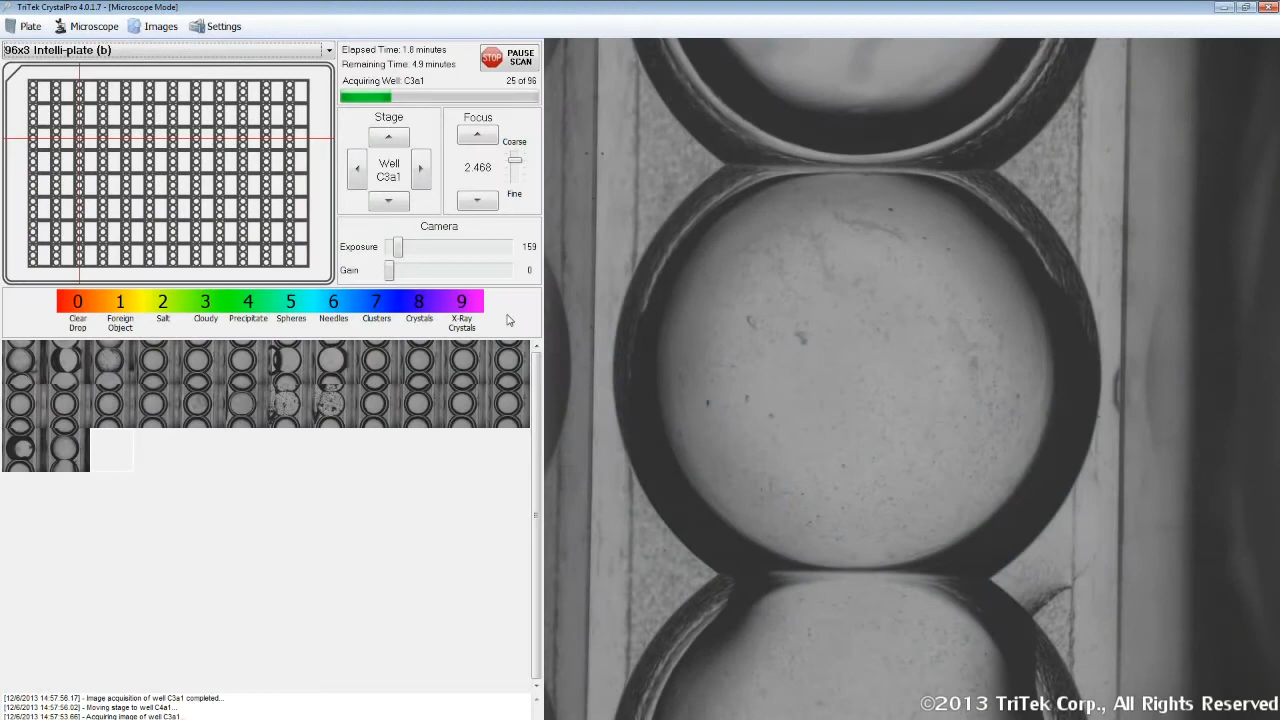 TriTek CrystalPro 4.0.1.7 - [Microscope Mode]
Plate Microscope Images Settings
96x3 Intelli-plate (b)
Elapsed Time: 1.8 minutes
Remaining Time: 4.9 minutes
Acquiring Well: C3a1 25 of 96
STOP PAUSE SCAN
Stage
Well
C3a1
Focus
Coarse
2.468
Fine
Camera
Exposure 159
Gain 0
0 1 2 3 4 5 6 7 8 9
Clear Drop Foreign Object Salt Cloudy Precipitate Spheres Needles Clusters Crystals X-Ray Crystals
[12/6/2013 14:57:56.17] - Image acquisition of well C3a1 completed...
[12/6/2013 14:57:56.02] - Moving stage to well C4a1...
[12/6/2013 14:57:53.66] - Acquiring image of well C3a1...
©2013 TriTek Corp., All Rights Reserved